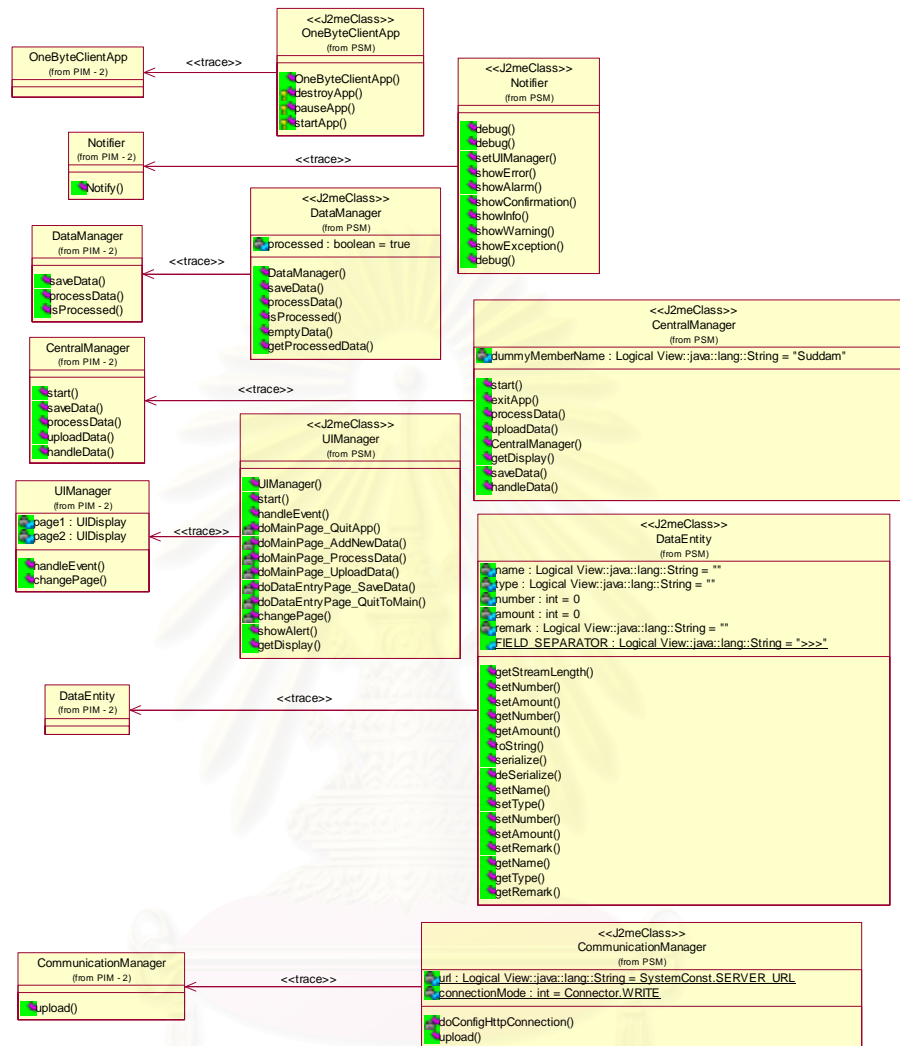 <<J2meClass>>
OneByteClientApp
(from PSM)
OneByteClientApp()
destroyApp()
pauseApp()
startApp()
OneByteClientApp
(from PIM - 2)
<<trace>>
<<J2meClass>>
Notifier
(from PSM)
debug()
debug()
setUIManager()
showError()
showAlarm()
showConfirmation()
showInfo()
showWarning()
showException()
debug()
Notifier
(from PIM - 2)
Notify()
<<trace>>
<<J2meClass>>
DataManager
(from PSM)
processed : boolean = true
DataManager()
saveData()
processData()
isProcessed()
emptyData()
getProcessedData()
DataManager
(from PIM - 2)
saveData()
processData()
isProcessed()
<<trace>>
<<J2meClass>>
CentralManager
(from PSM)
dummyMemberName : Logical View::java::lang::String = "Suddam"
start()
exitApp()
processData()
uploadData()
CentralManager()
getDisplay()
saveData()
handleData()
CentralManager
(from PIM - 2)
start()
saveData()
processData()
uploadData()
handleData()
<<trace>>
<<J2meClass>>
UIManager
(from PSM)
UIManager()
start()
handleEvent()
doMainPage_QuitApp()
doMainPage_AddNewData()
doMainPage_ProcessData()
doMainPage_UploadData()
doDataEntryPage_SaveData()
doDataEntryPage_QuitToMain()
changePage()
showAlert()
getDisplay()
UIManager
(from PIM - 2)
page1 : UIDisplay
page2 : UIDisplay
handleEvent()
changePage()
<<trace>>
<<J2meClass>>
DataEntity
(from PSM)
name : Logical View::java::lang::String = ""
type : Logical View::java::lang::String = ""
number : int = 0
amount : int = 0
remark : Logical View::java::lang::String = ""
FIELD_SEPARATOR : Logical View::java::lang::String = ">>>"
getStreamLength()
setNumber()
setAmount()
getNumber()
getAmount()
toString()
serialize()
deSerialize()
setName()
setType()
setNumber()
setAmount()
setRemark()
getName()
getType()
getRemark()
DataEntity
(from PIM - 2)
<<trace>>
<<J2meClass>>
CommunicationManager
(from PSM)
url : Logical View::java::lang::String = SystemConst.SERVER_URL
connectionMode : int = Connector.WRITE
doConfigHttpConnection()
upload()
CommunicationManager
(from PIM - 2)
upload()
<<trace>>